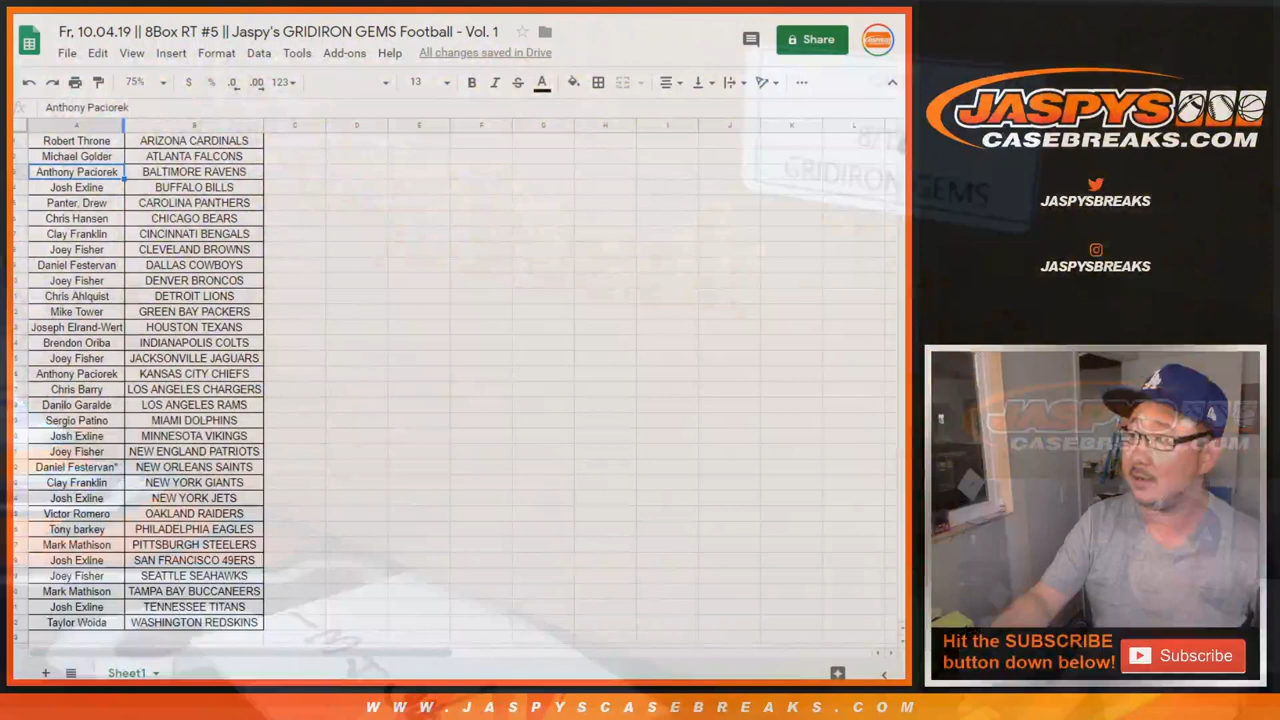 Fr, 10.04.19 || 8Box RT #5 || Jaspy's GRIDIRON GEMS Football - Vol. 1
Share
File Edit View Insert Format Data Tools Add-ons Help All changes saved in Drive
75% $ % .0 .00 123 13 B I S A
fx Anthony Paciorek
A B C D E F G H I J K L
Robert Throne ARIZONA CARDINALS
Michael Golder ATLANTA FALCONS
Anthony Paciorek BALTIMORE RAVENS
Josh Exline BUFFALO BILLS
Panter, Drew CAROLINA PANTHERS
Chris Hansen CHICAGO BEARS
Clay Franklin CINCINNATI BENGALS
Joey Fisher CLEVELAND BROWNS
Daniel Festervan DALLAS COWBOYS
Joey Fisher DENVER BRONCOS
Chris Ahlquist DETROIT LIONS
Mike Tower GREEN BAY PACKERS
Joseph Elrand-Wert HOUSTON TEXANS
Brendon Oriba INDIANAPOLIS COLTS
Joey Fisher JACKSONVILLE JAGUARS
Anthony Paciorek KANSAS CITY CHIEFS
Chris Barry LOS ANGELES CHARGERS
Danilo Garalde LOS ANGELES RAMS
Sergio Patino MIAMI DOLPHINS
Josh Exline MINNESOTA VIKINGS
Joey Fisher NEW ENGLAND PATRIOTS
Daniel Festervan* NEW ORLEANS SAINTS
Clay Franklin NEW YORK GIANTS
Josh Exline NEW YORK JETS
Victor Romero OAKLAND RAIDERS
Tony barkey PHILADELPHIA EAGLES
Mark Mathison PITTSBURGH STEELERS
Josh Exline SAN FRANCISCO 49ERS
Joey Fisher SEATTLE SEAHAWKS
Mark Mathison TAMPA BAY BUCCANEERS
Josh Exline TENNESSEE TITANS
Taylor Woida WASHINGTON REDSKINS
Sheet1
GRIDIRON GEMS
JASPYS
CASEBREAKS.COM
JASPYSBREAKS
JASPYSBREAKS
JASPYS
CASEBREAKS.COM
Hit the SUBSCRIBE
button down below!
Subscribe
WWW.JASPYSCASEBREAKS.COM